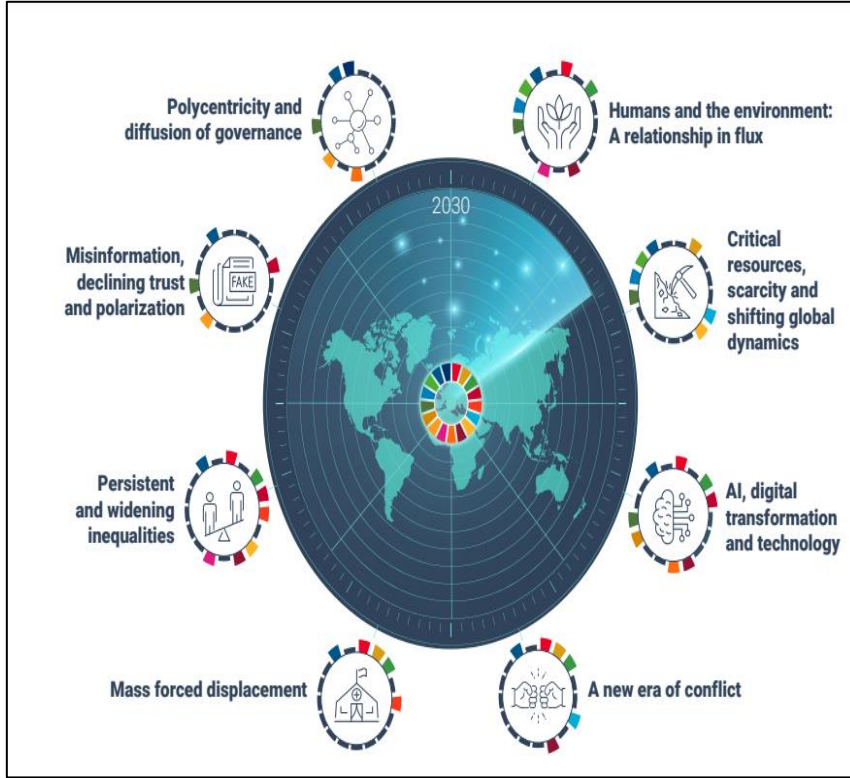 Polycentricity and
diffusion of governance
Humans and the environment:
A relationship in flux
2030
Misinformation,
declining trust
and polarization
FAKE
Critical
resources,
scarcity and
shifting global
dynamics
Persistent
and widening
inequalities
AI, digital
transformation
and technology
Mass forced displacement
A new era of conflict